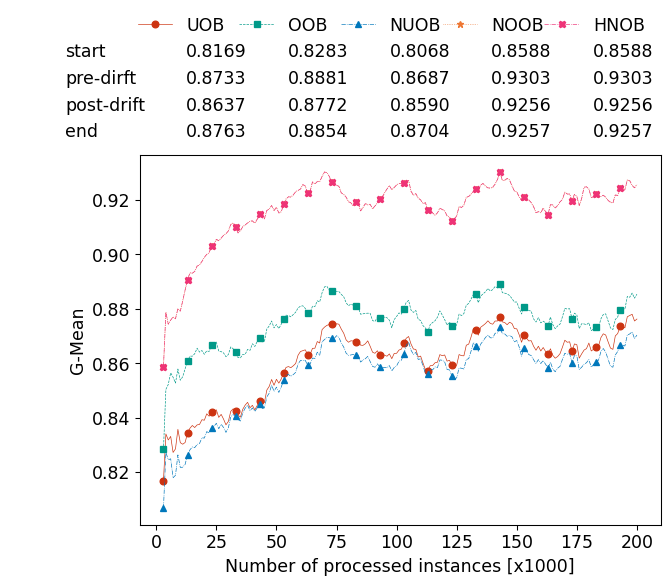 UOB OOB NUOB NOOB HNOB
start 0.8169 0.8283 0.8068 0.8588 0.8588
pre-dirft 0.8733 0.8881 0.8687 0.9303 0.9303
post-drift 0.8637 0.8772 0.8590 0.9256 0.9256
end 0.8763 0.8854 0.8704 0.9257 0.9257
0.92
0.90
0.88
0.86
0.84
0.82
G-Mean
0 25 50 75 100 125 150 175 200
Number of processed instances [x1000]